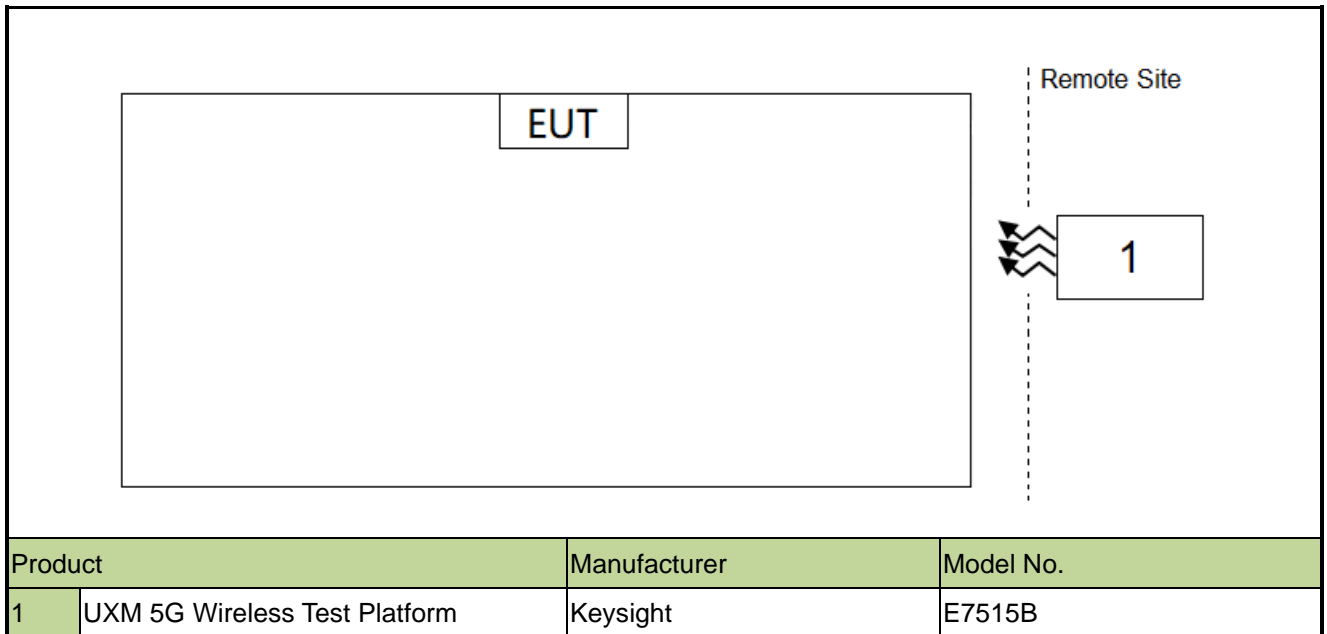 Remote Site
EUT
1
Product Manufacturer Model No.
1 UXM 5G Wireless Test Platform Keysight E7515B